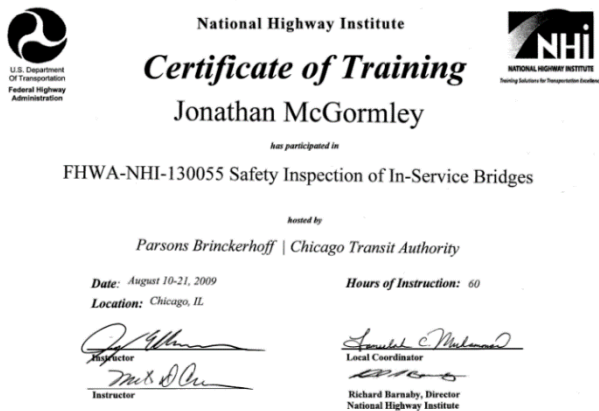 National Highway Institute
U.S. Department
Of Transportation
Federal Highway
Administration
NHI
NATIONAL HIGHWAY INSTITUTE
Training Solutions for Transportation Excellence
Certificate of Training
Jonathan McGormley
has participated in
FHWA-NHI-130055 Safety Inspection of In-Service Bridges
hosted by
Parsons Brinckerhoff | Chicago Transit Authority
Date: August 10-21, 2009
Hours of Instruction: 60
Location: Chicago, IL
Instructor
Local Coordinator
Instructor
Richard Barnaby, Director
National Highway Institute